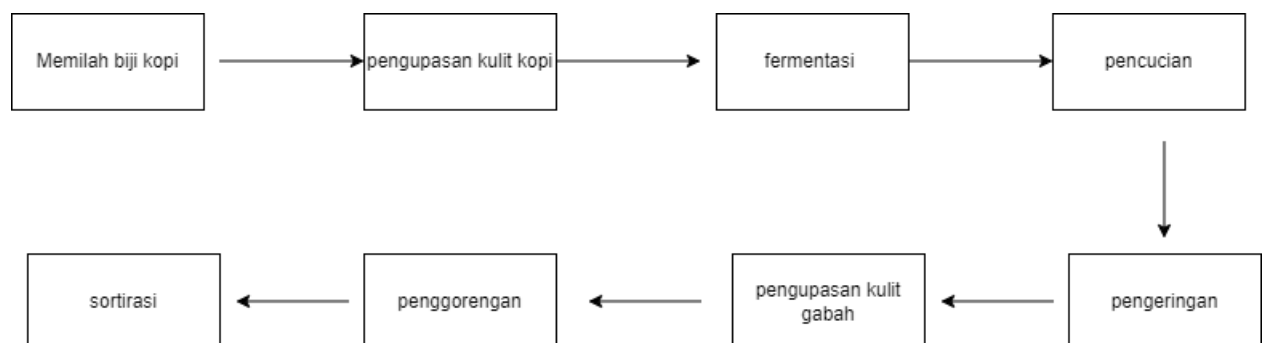 Memilah biji kopi
pengupasan kulit kopi
fermentasi
pencucian
pengeringan
pengupasan kulit
gabah
penggorengan
sortirasi